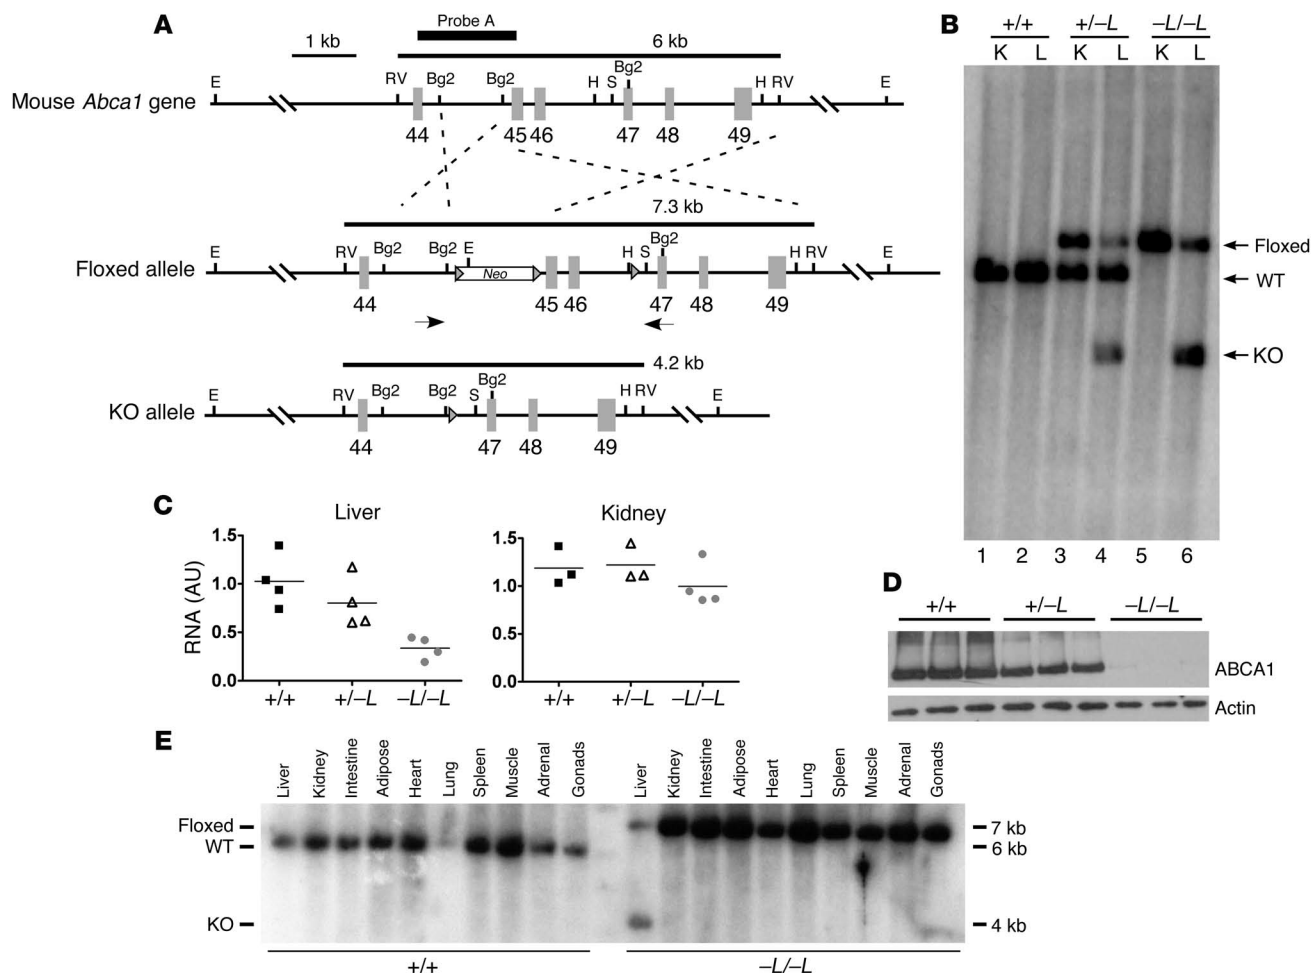 A
Probe A
1 kb
6 kb
E RV Bg2 Bg2 H S Bg2 H RV E
Mouse Abca1 gene
44 45 46 47 48 49
7.3 kb
E RV Bg2 Bg2 E H S Bg2 H RV E
Floxed allele
Neo
44 45 46 47 48 49
4.2 kb
E RV Bg2 Bg2 S Bg2 H RV E
KO allele
44 47 48 49
B
+/+ +/–L –L/–L
K L K L K L
Floxed
WT
KO
1 2 3 4 5 6
C
Liver
RNA (AU)
1.5
1.0
0.5
0.0
+/+ +/–L –L/–L
Kidney
1.5
1.0
0.5
0.0
+/+ +/–L –L/–L
D
+/+ +/–L –L/–L
ABCA1
Actin
E
Liver Kidney Intestine Adipose Heart Lung Spleen Muscle Adrenal Gonads
Liver Kidney Intestine Adipose Heart Lung Spleen Muscle Adrenal Gonads
Floxed
WT
KO
7 kb
6 kb
4 kb
+/+ –L/–L